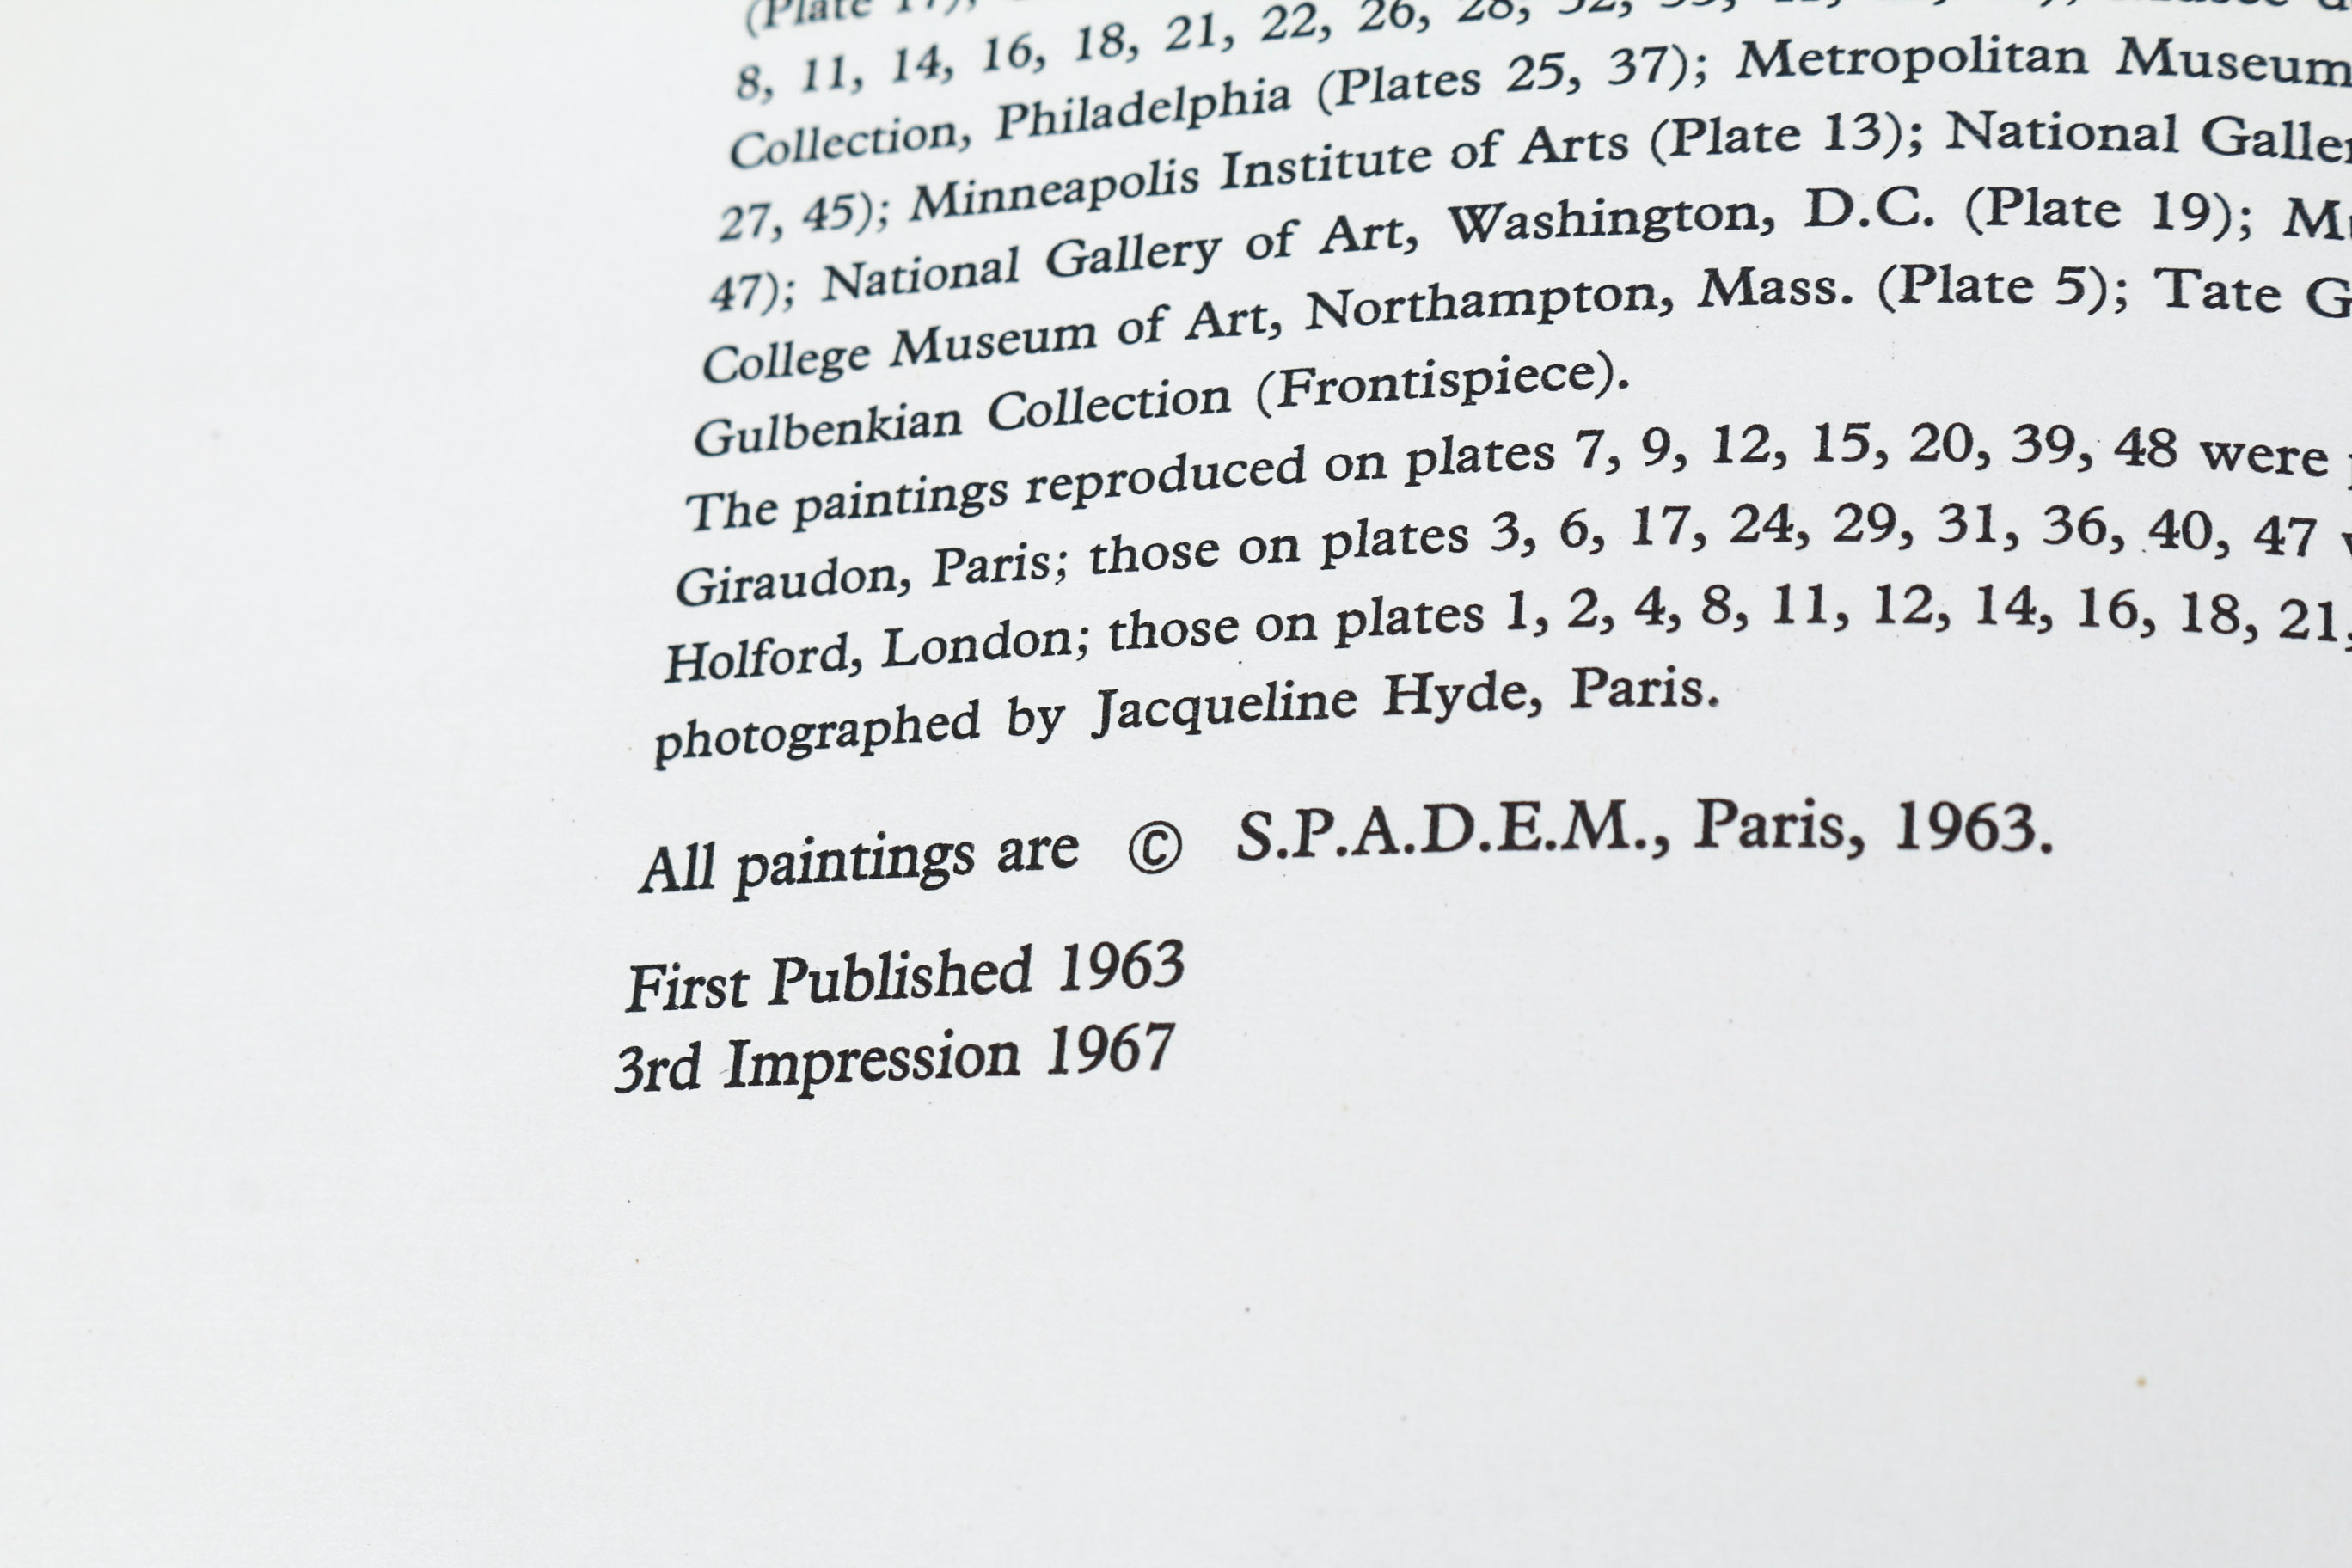 (Plate 17),
8, 11, 14, 16, 18, 21, 22, 26, 28, 32,
Collection, Philadelphia (Plates 25, 37); Metropolitan Museum
27, 45); Minneapolis Institute of Arts (Plate 13); National
47); National Gallery of Art, Washington, D.C. (Plate 19);
College Museum of Art, Northampton, Mass. (Plate 5); Tate
Gulbenkian Collection (Frontispiece).
The paintings reproduced on plates 7, 9, 12, 15, 20, 39, 48 were
Giraudon, Paris; those on plates 3, 6, 17, 24, 29, 31, 36, 40, 47
Holford, London; those on plates 1, 2, 4, 8, 11, 12, 14, 16, 18, 21,
photographed by Jacqueline Hyde, Paris.
All paintings are © S.P.A.D.E.M., Paris, 1963.
First Published 1963
3rd Impression 1967